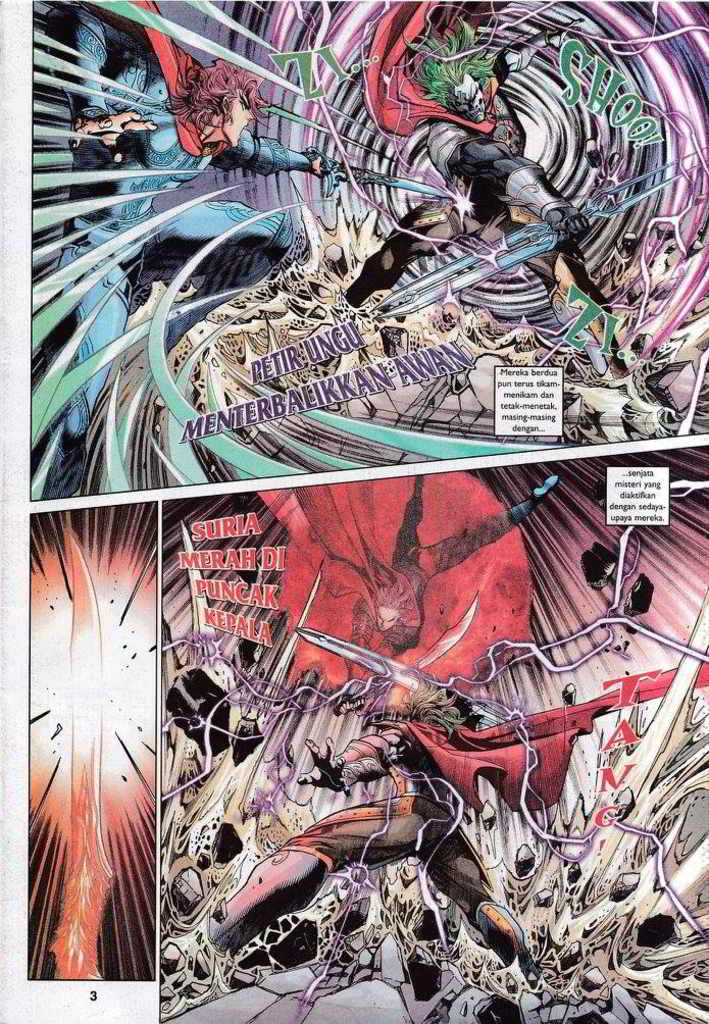 ZI...
SHOO!
ZI...
PETIR UNGU
MENTERBALIKKAN AWAN
Mereka berdua
pun terus tikam-
menikam dan
tetak-menetak,
masing-masing
dengan...
...senjata
misteri yang
diaktifkan
dengan sedaya-
upaya mereka.
SURIA
MERAH DI
PUNCAK
KEPALA
TANG
3